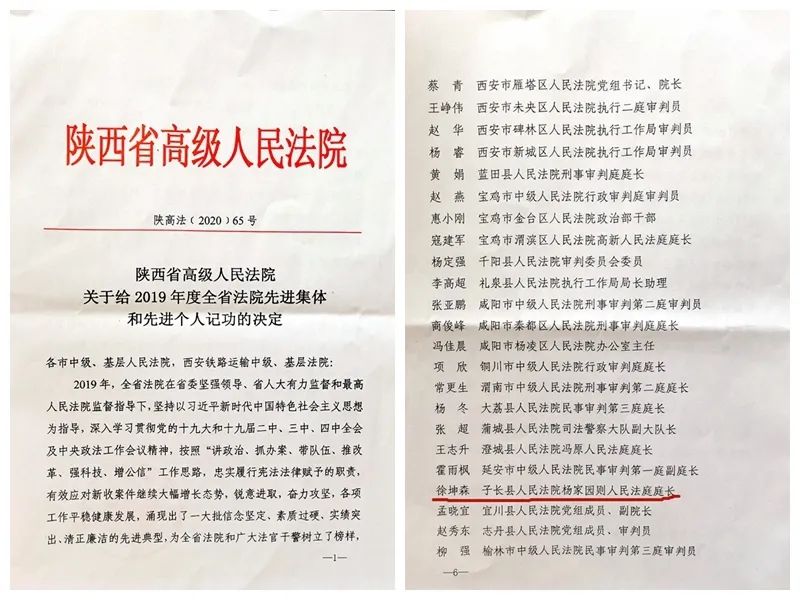 陕西省高级人民法院
陕高法〔2020〕65号
陕西省高级人民法院
关于给2019年度全省法院先进集体
和先进个人记功的决定
各市中级、基层人民法院，西安铁路运输中级、基层法院：
2019年，全省法院在省委坚强领导、省人大有力监督和最高
人民法院监督指导下，坚持以习近平新时代中国特色社会主义思想
为指导，深入学习贯彻党的十九大和十九届二中、三中、四中全会
及中央政法工作会议精神，按照“讲政治、抓办案、带队伍、推改
革、强科技、增公信”工作思路，忠实履行宪法法律赋予的职责，
有效应对新收案件继续大幅增长态势，锐意进取，奋力攻坚，各项
工作平稳健康发展，涌现出了一大批信念坚定、素质过硬、实绩突
出、清正廉洁的先进典型，为全省法院和广大法官干警树立了榜样，
—1—
蔡青 西安市雁塔区人民法院党组书记、院长
王峥伟 西安市未央区人民法院执行二庭审判员
赵华 西安市碑林区人民法院执行工作局审判员
杨睿 西安市新城区人民法院执行工作局审判员
黄娟 蓝田县人民法院刑事审判庭庭长
赵燕 宝鸡市中级人民法院行政审判庭审判员
惠小刚 宝鸡市金台区人民法院政治部干部
寇建军 宝鸡市渭滨区人民法院高新人民法庭庭长
杨定强 千阳县人民法院审判委员会委员
李高超 礼泉县人民法院执行工作局局长助理
张亚鹏 咸阳市中级人民法院刑事审判第二庭审判员
商俊峰 咸阳市秦都区人民法院刑事审判庭庭长
冯佳晨 咸阳市杨凌区人民法院办公室主任
项欣 铜川市中级人民法院行政审判庭庭长
常更生 渭南市中级人民法院刑事审判第二庭庭长
杨冬 大荔县人民法院民事审判第三庭庭长
张超 蒲城县人民法院司法警察大队副大队长
王志升 澄城县人民法院冯原人民法庭庭长
霍雨枫 延安市中级人民法院民事审判第一庭副庭长
徐坤森 子长县人民法院杨家园则人民法庭庭长
孟晓宜 宜川县人民法院党组成员、副院长
赵秀东 志丹县人民法院党组成员、审判员
柳强 榆林市中级人民法院民事审判第三庭审判员
—6—